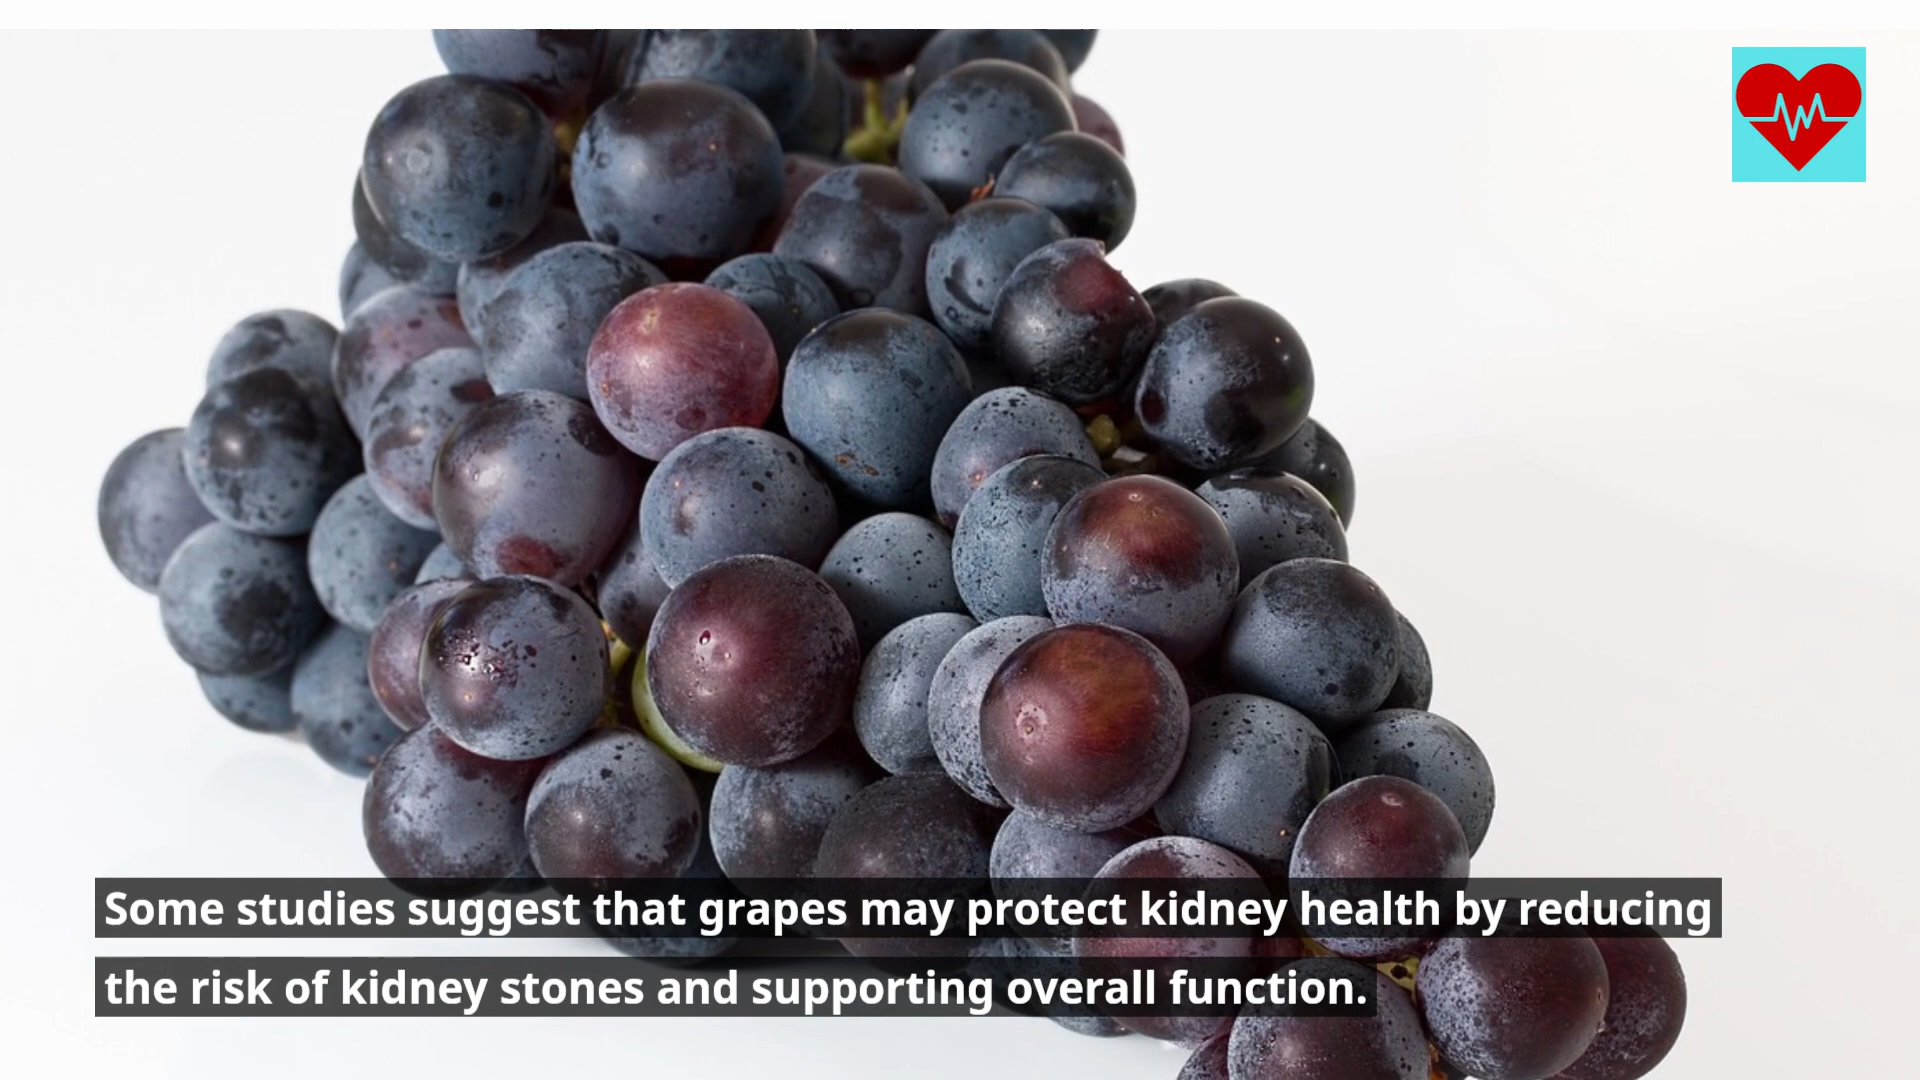 Some studies suggest that grapes may protect kidney health by reducing
the risk of kidney stones and supporting overall function.